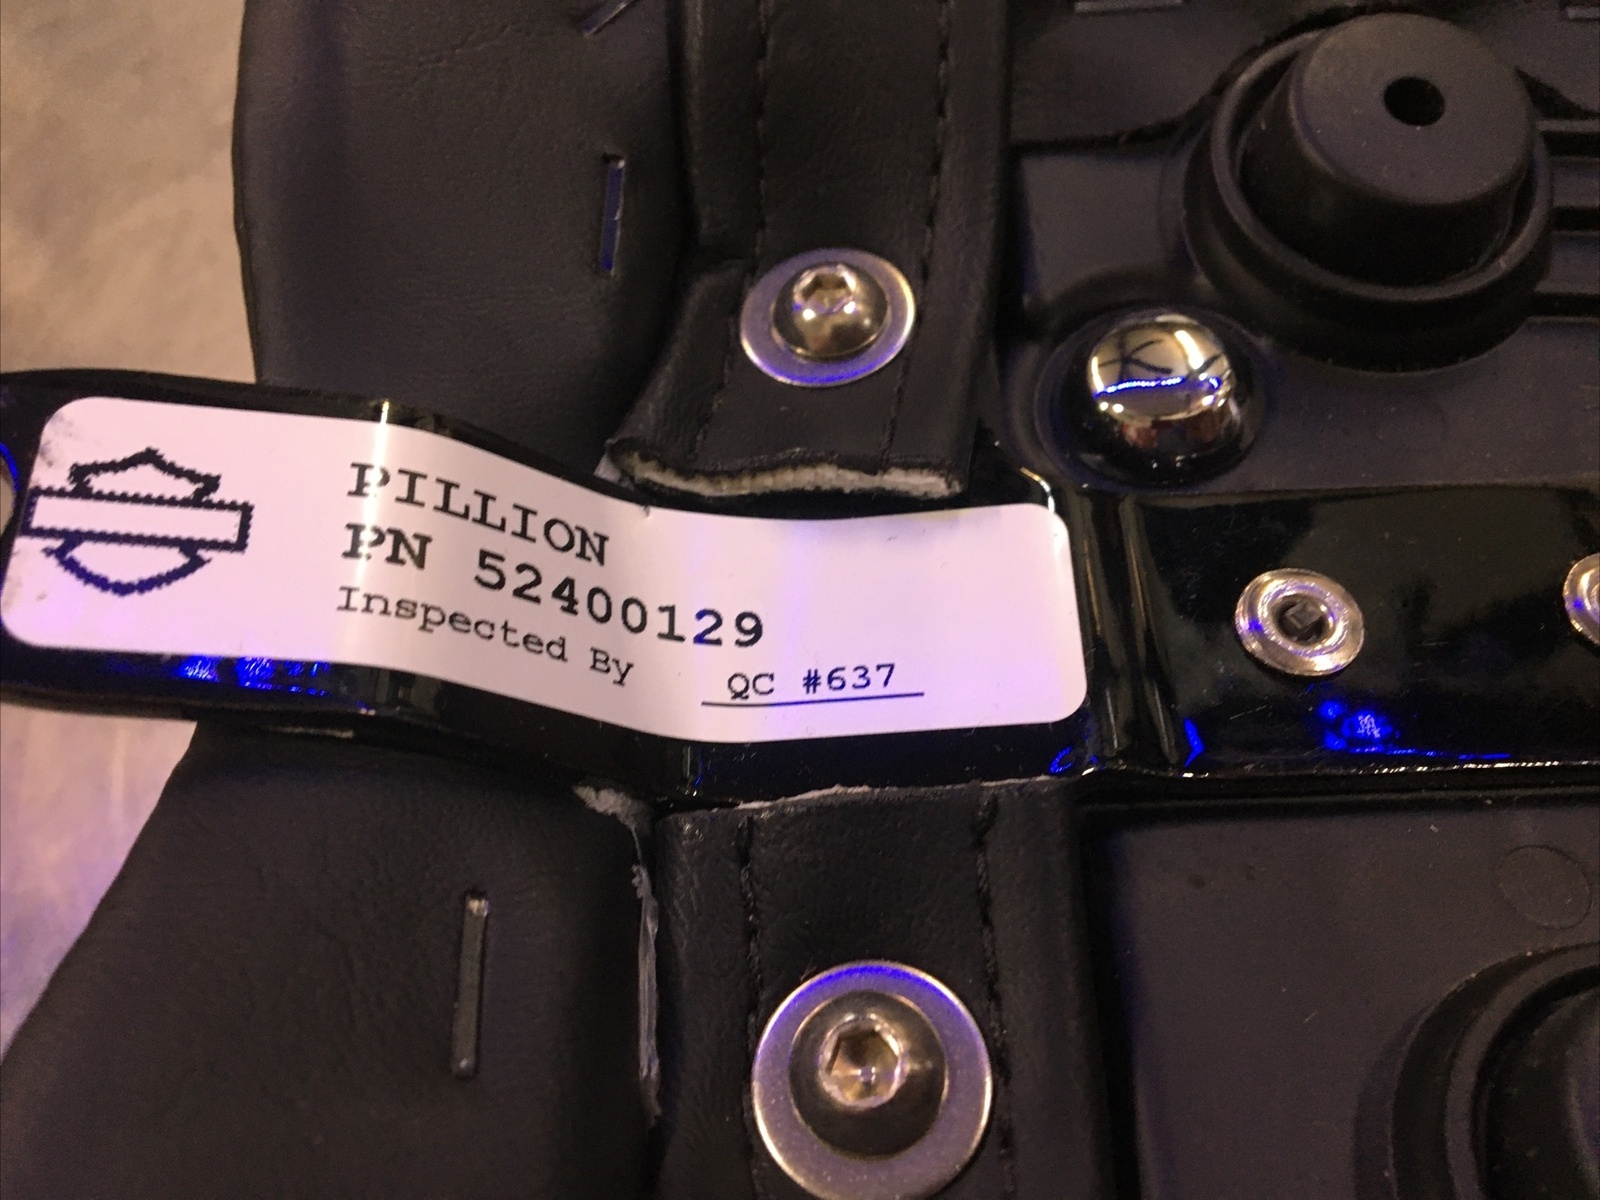 PILLION
PN 52400129
Inspected By QC #637